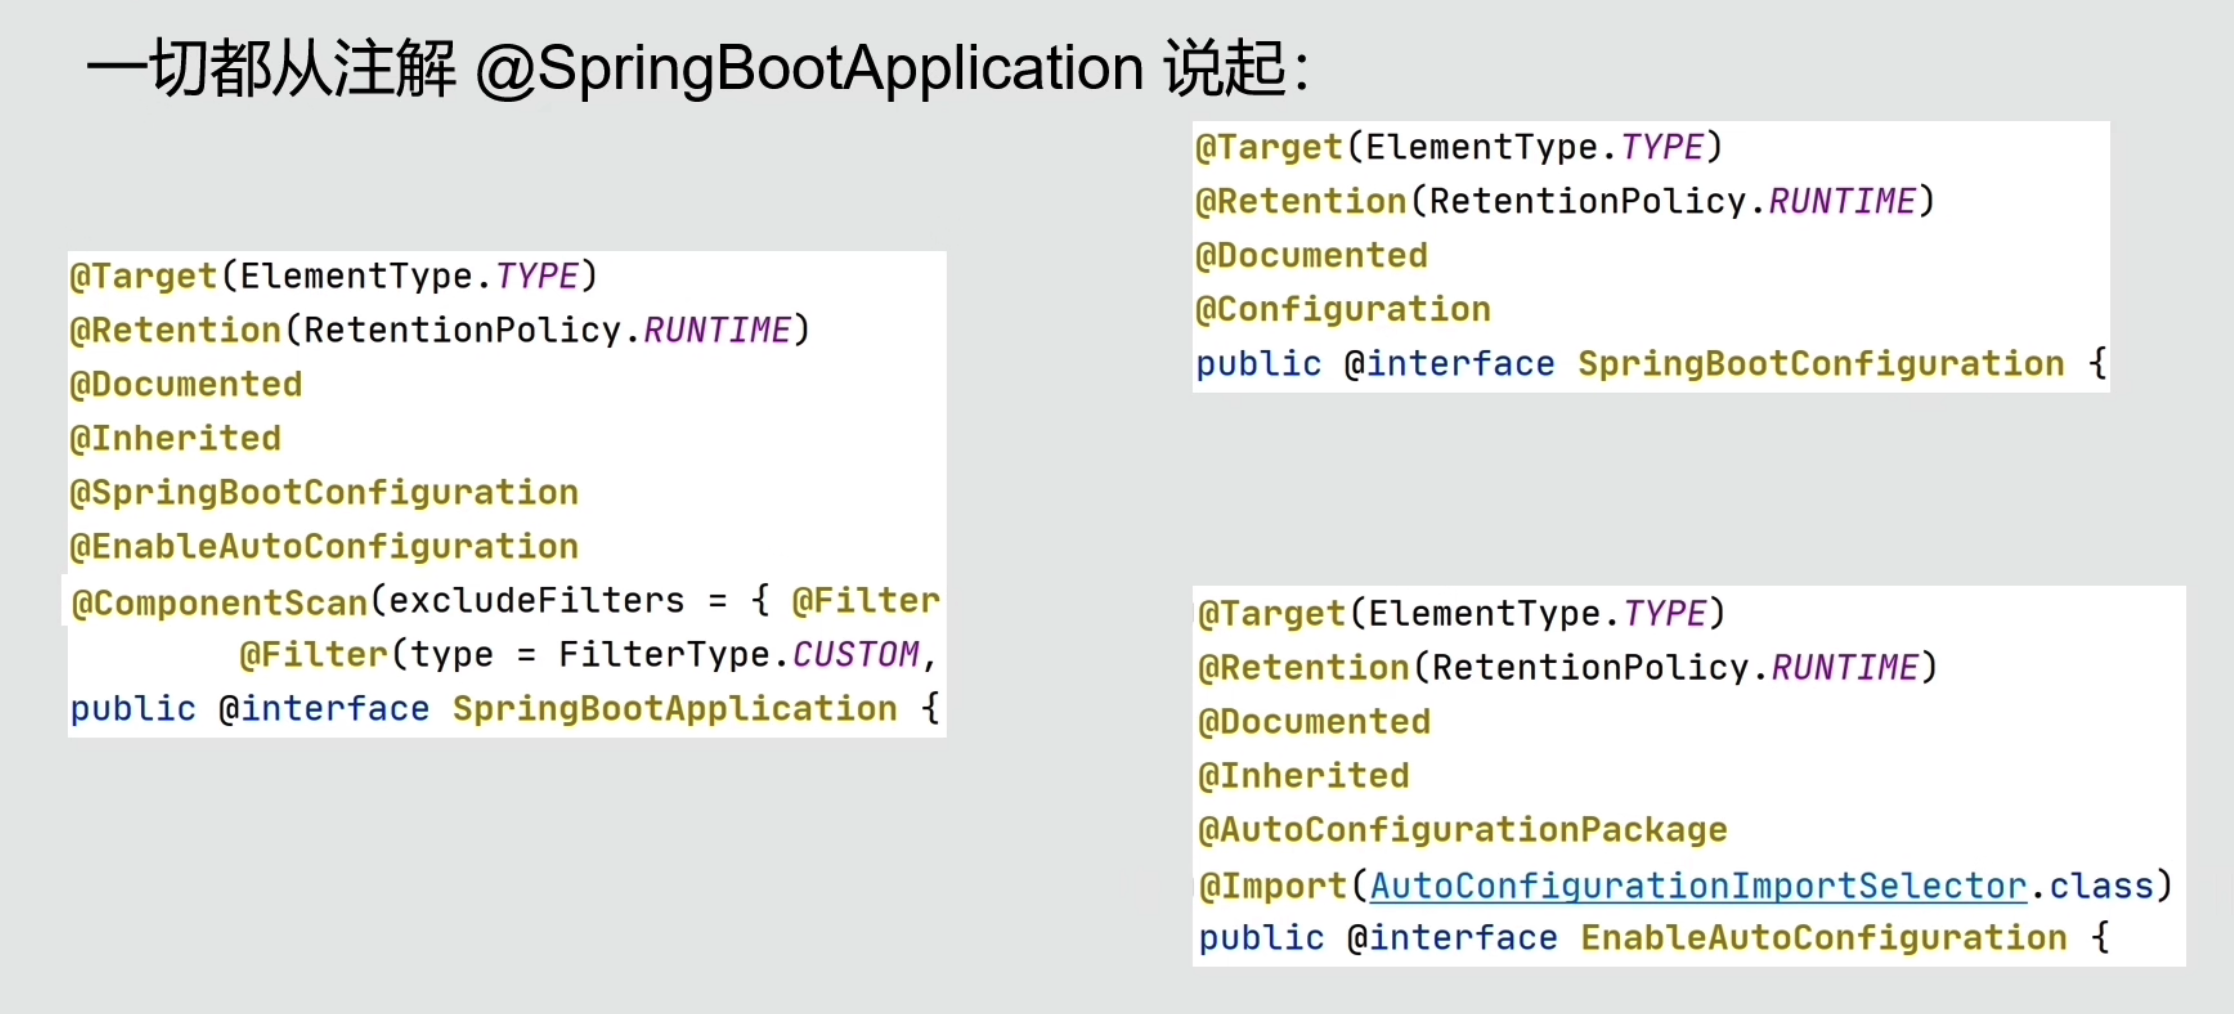 一切都从注解 @SpringBootApplication 说起：
@Target(ElementType.TYPE)
@Retention(RetentionPolicy.RUNTIME)
@Documented
@Inherited
@SpringBootConfiguration
@EnableAutoConfiguration
@ComponentScan(excludeFilters = { @Filter
@Filter(type = FilterType.CUSTOM,
public @interface SpringBootApplication {
@Target(ElementType.TYPE)
@Retention(RetentionPolicy.RUNTIME)
@Documented
@Configuration
public @interface SpringBootConfiguration {
@Target(ElementType.TYPE)
@Retention(RetentionPolicy.RUNTIME)
@Documented
@Inherited
@AutoConfigurationPackage
@Import(AutoConfigurationImportSelector.class)
public @interface EnableAutoConfiguration {